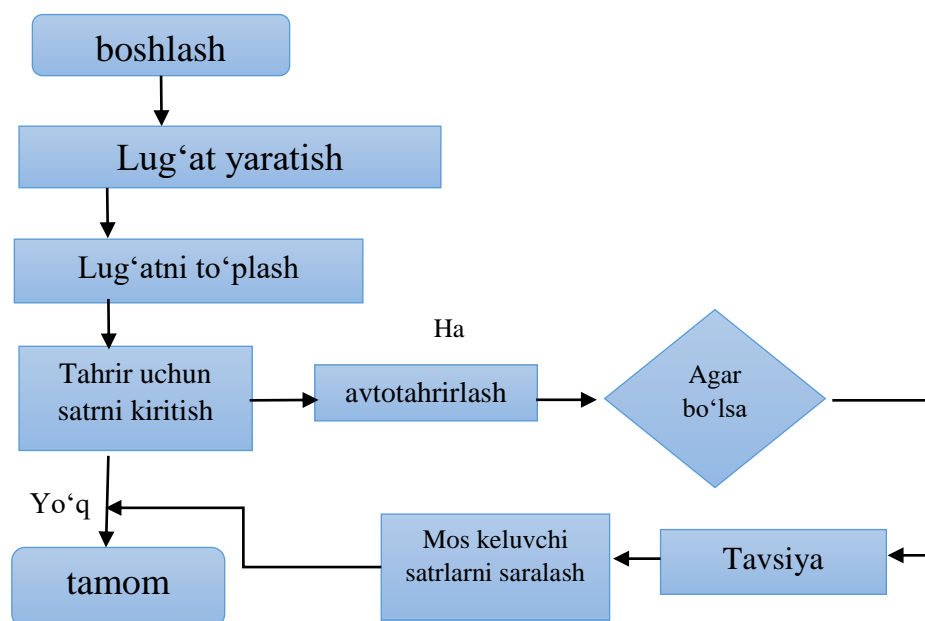 boshlash
Lug‘at yaratish
Lug‘atni to‘plash
Ha
Tahrir uchun
satrni kiritish
avtotahrirlash
Agar
bo‘lsa
Yo‘q
Mos keluvchi
satrlarni saralash
Tavsiya
tamom